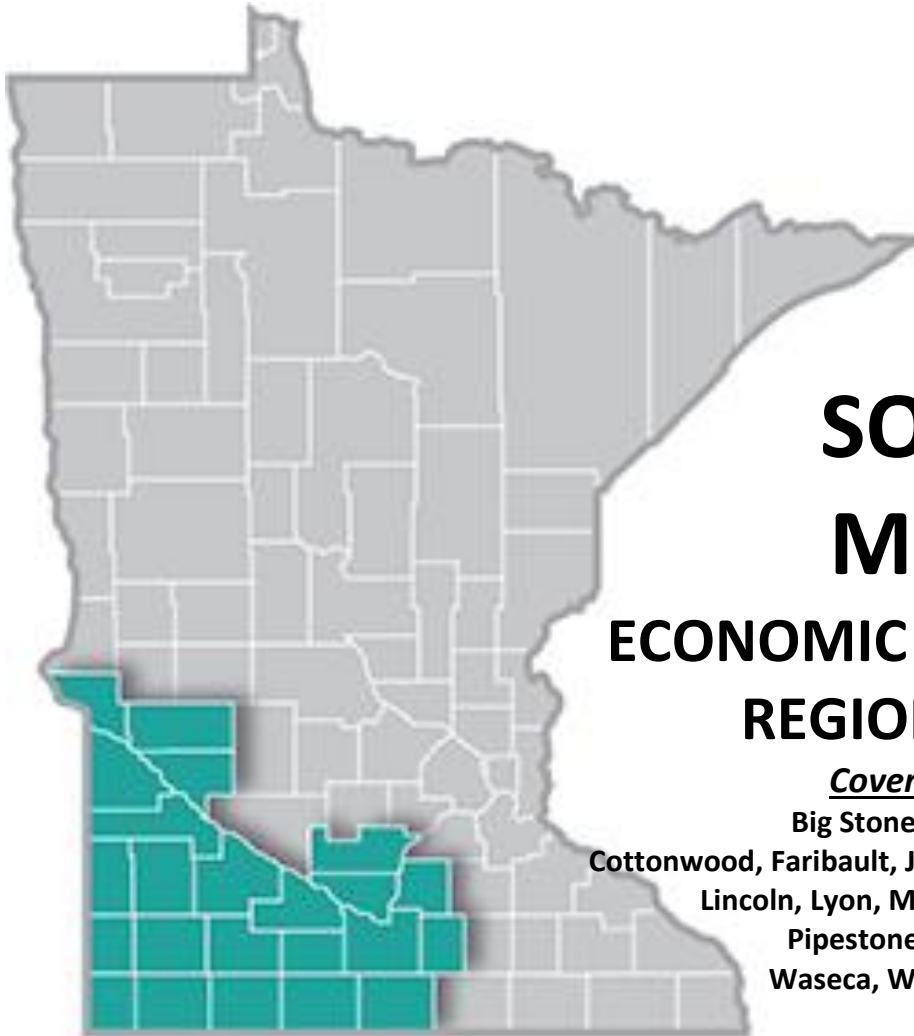 SO
M
ECONOMIC
REGIO
Cover
Big Stone
Cottonwood, Faribault, J
Lincoln, Lyon, M
Pipestone
Waseca, W